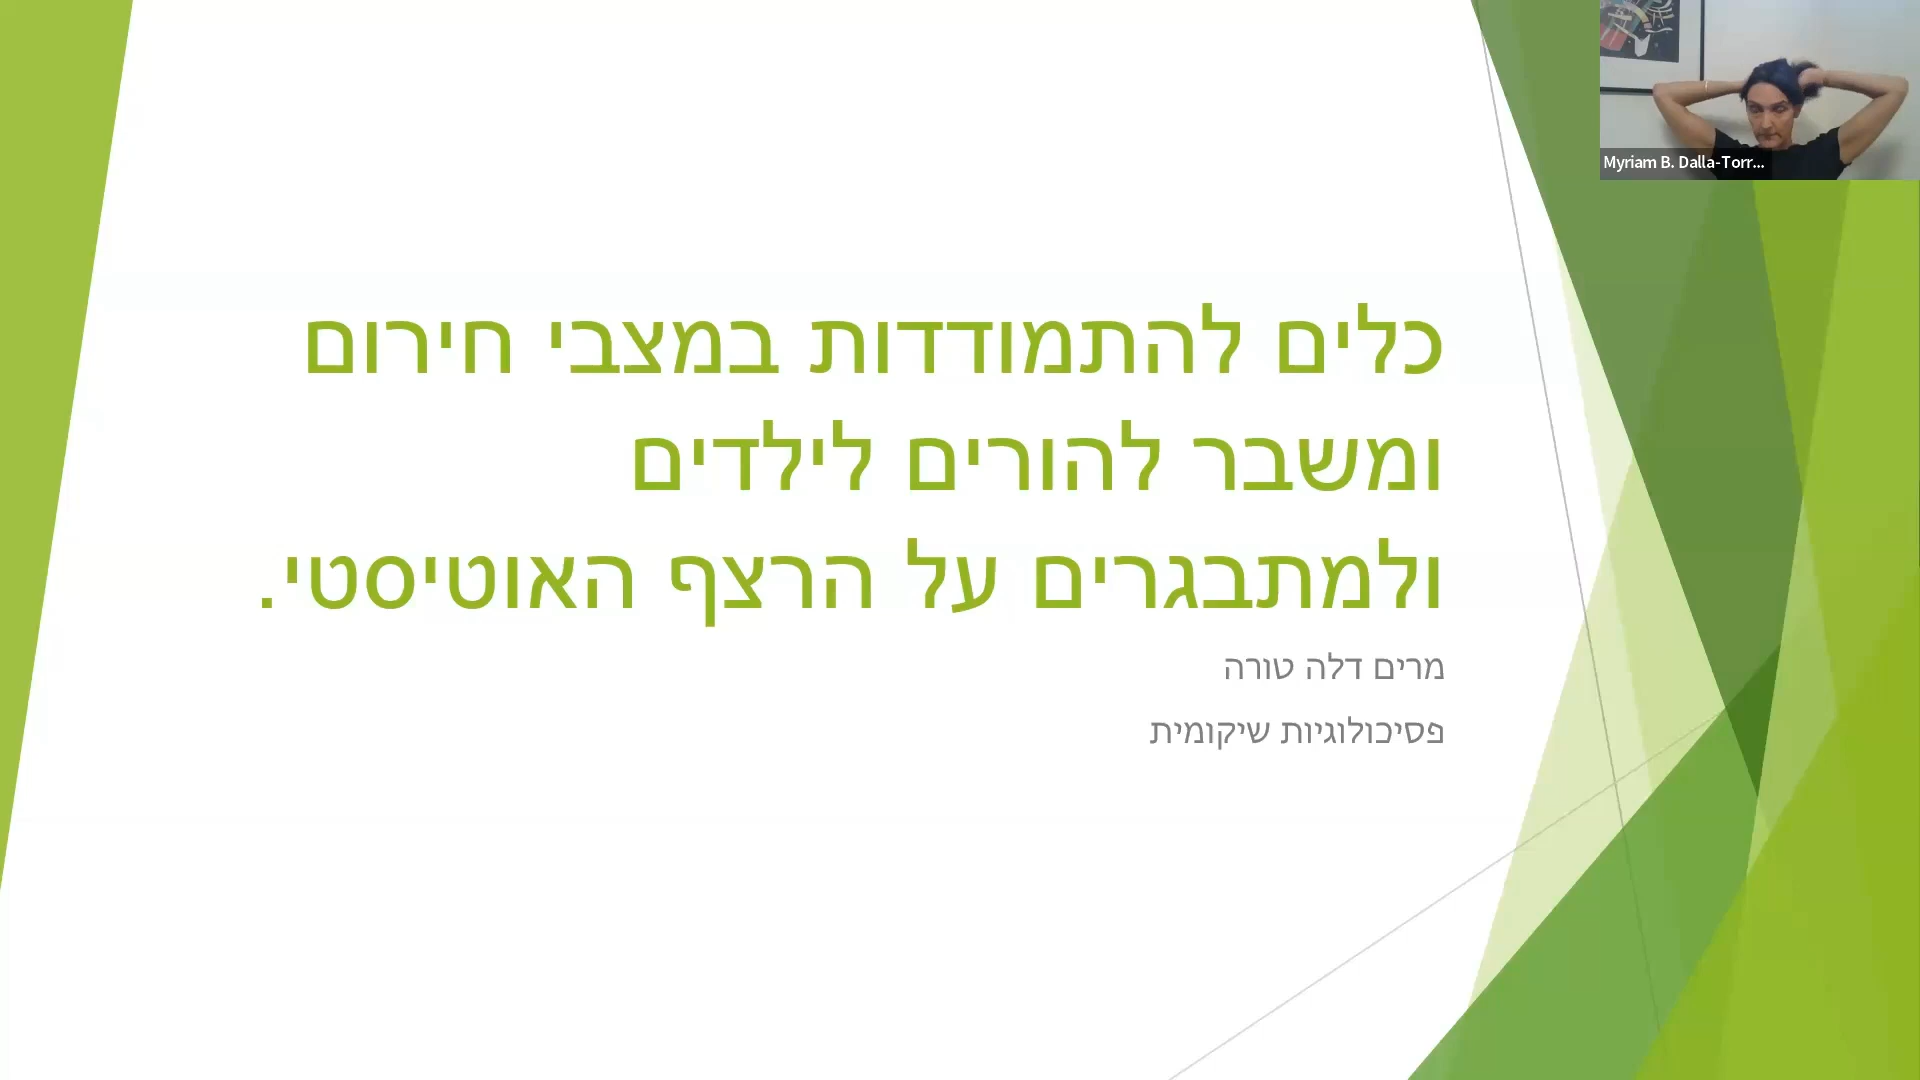 כלים להתמודדות במצבי חירום
ומשבר להורים לילדים
ולמתבגרים על הרצף האוטיסטי.
מרים דלה טורה
פסיכולוגיות שיקומית
Myriam B. Dalla-Torr...